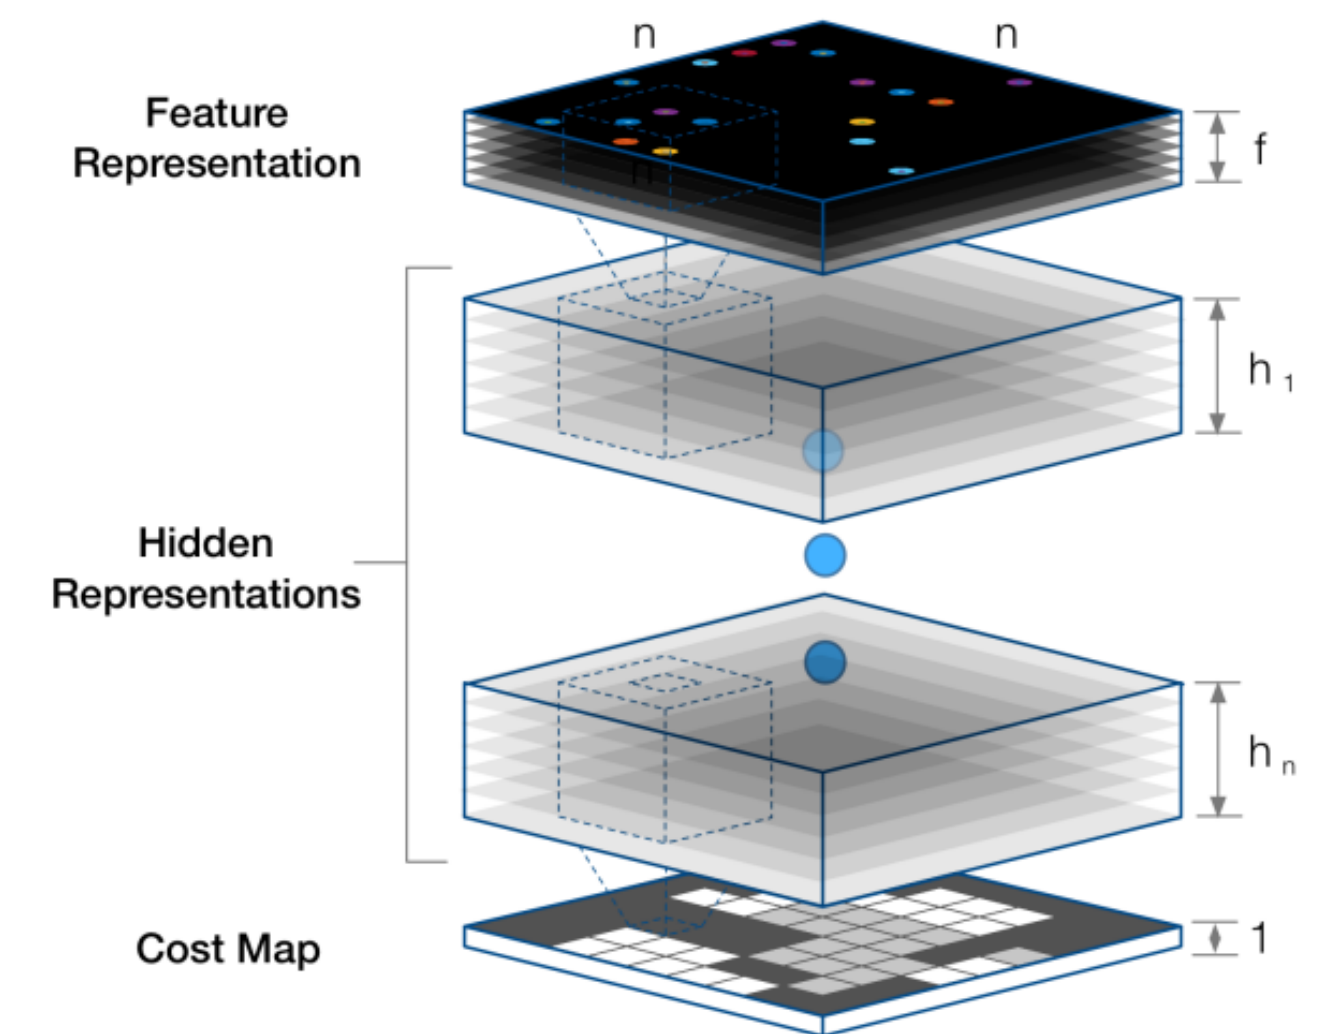 n
n
Feature
Representation
f
n
h 1
Hidden
Representations
h n
Cost Map
1